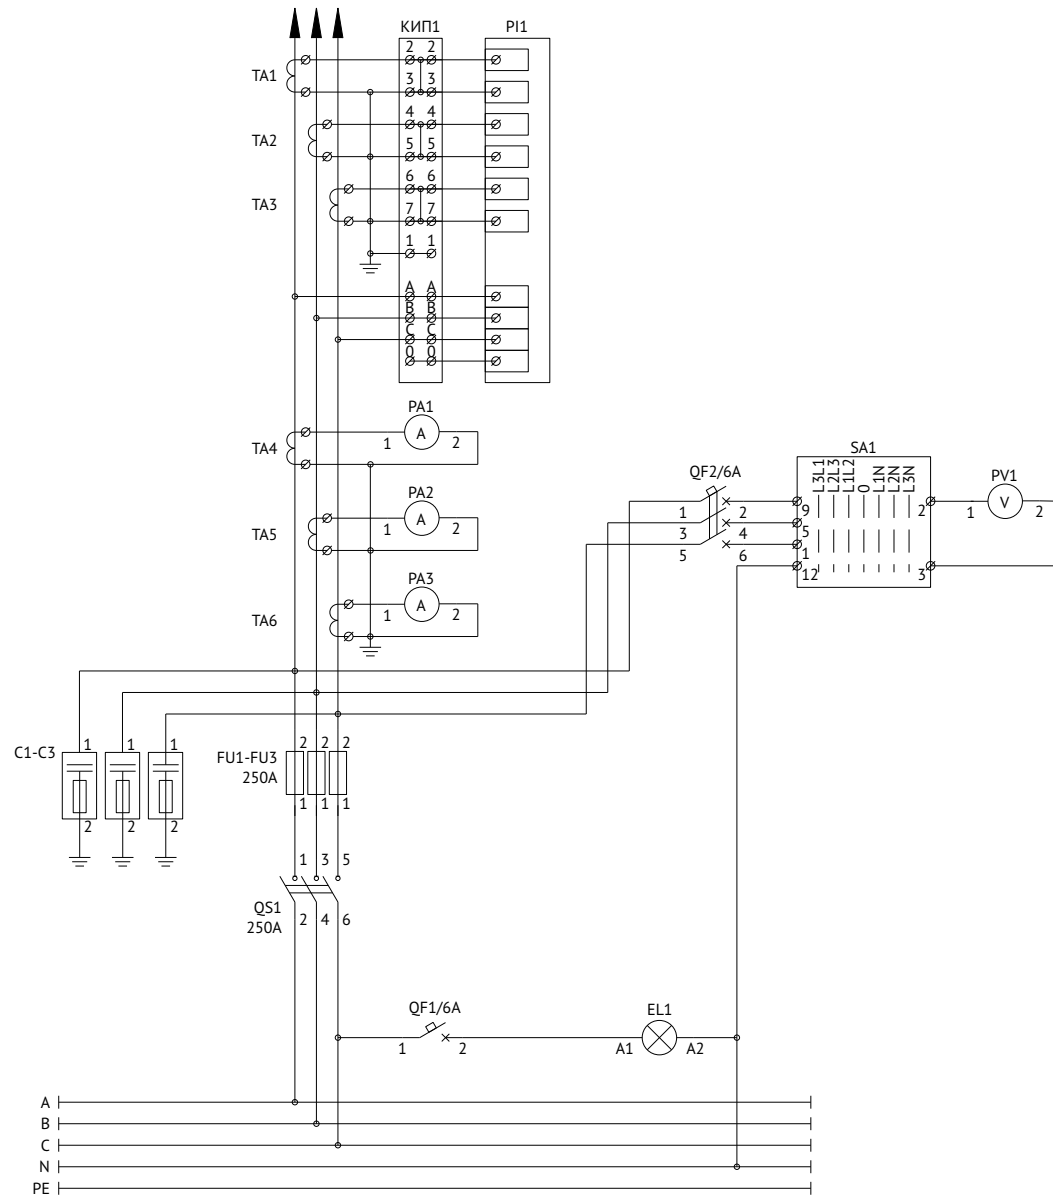 КИП1 PI1
2 2
TA1
3 3
4 4
TA2
5 5
6 6
TA3
7 7
1 1
A A
B B
C C
0 0
PA1
A
1 2
TA4
PA2
A
1 2
TA5
PA3
A
1 2
TA6
SA1
L3L1 L2L3 L1L2 0 L1N L2N L3N
QF2/6A
PV1
V
1 2
9 2
5
1
12 3
1 2
3 4
5 6
C1-C3
1 1 1
2 2 2
FU1-FU3
250A
2 2 2
1 1 1
1 3 5
QS1
250A
2 4 6
QF1/6A
1 2
EL1
A1 A2
A
B
C
N
PE